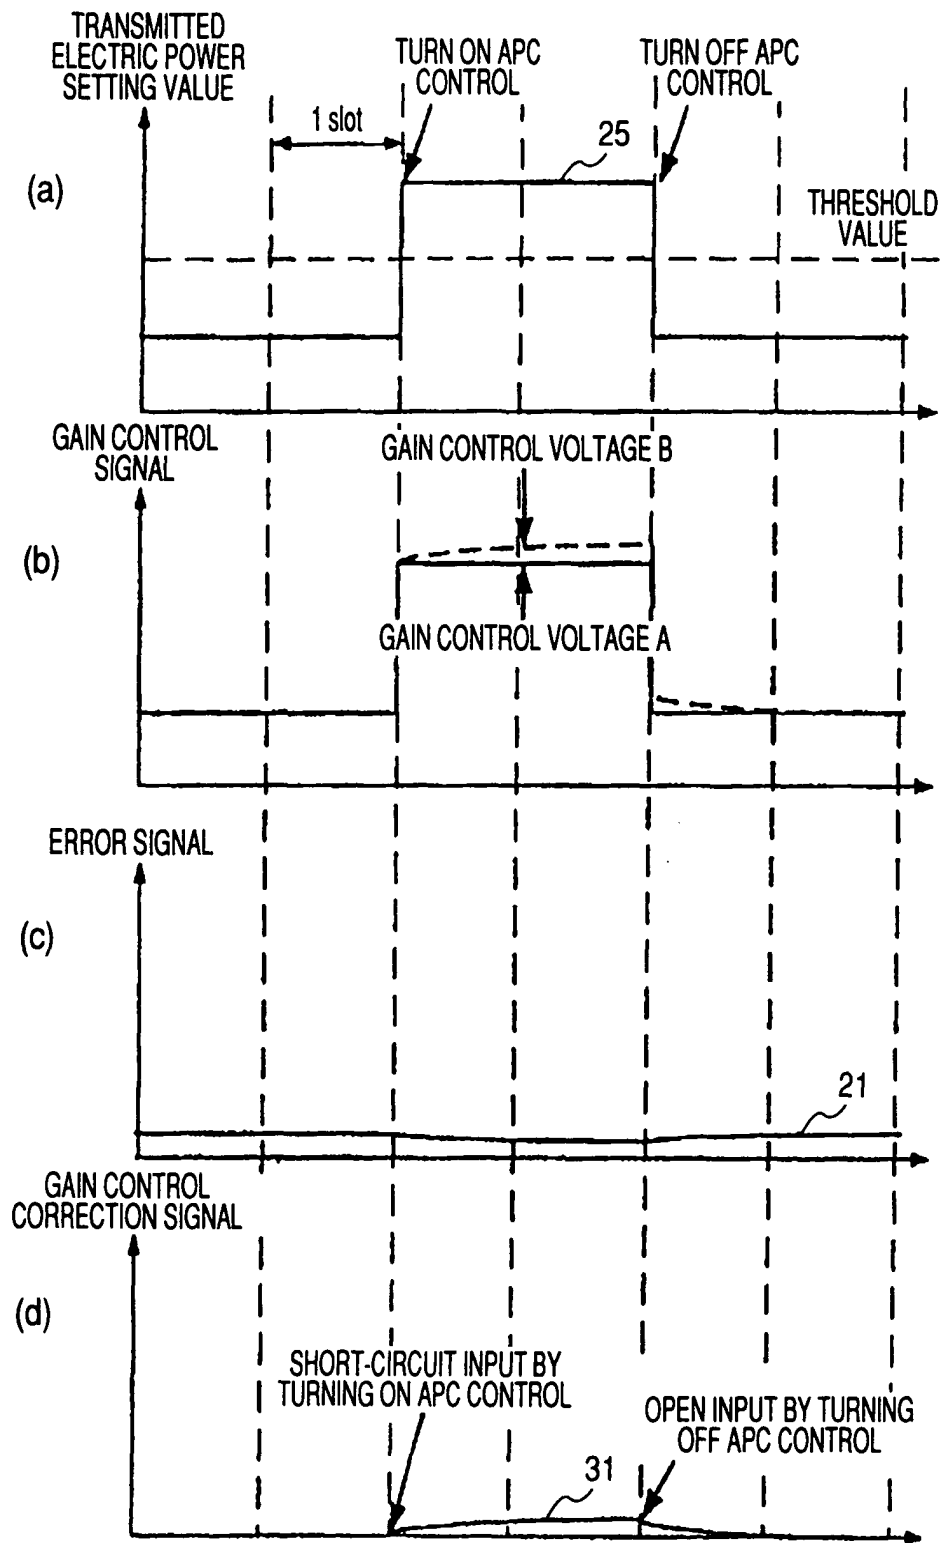 TRANSMITTED
ELECTRIC POWER
SETTING VALUE
TURN ON APC
CONTROL
TURN OFF APC
CONTROL
1 slot
25
(a)
THRESHOLD
VALUE
GAIN CONTROL
SIGNAL
GAIN CONTROL VOLTAGE B
(b)
GAIN CONTROL VOLTAGE A
ERROR SIGNAL
(c)
21
GAIN CONTROL
CORRECTION SIGNAL
(d)
SHORT-CIRCUIT INPUT BY
TURNING ON APC CONTROL
OPEN INPUT BY TURNING
OFF APC CONTROL
31